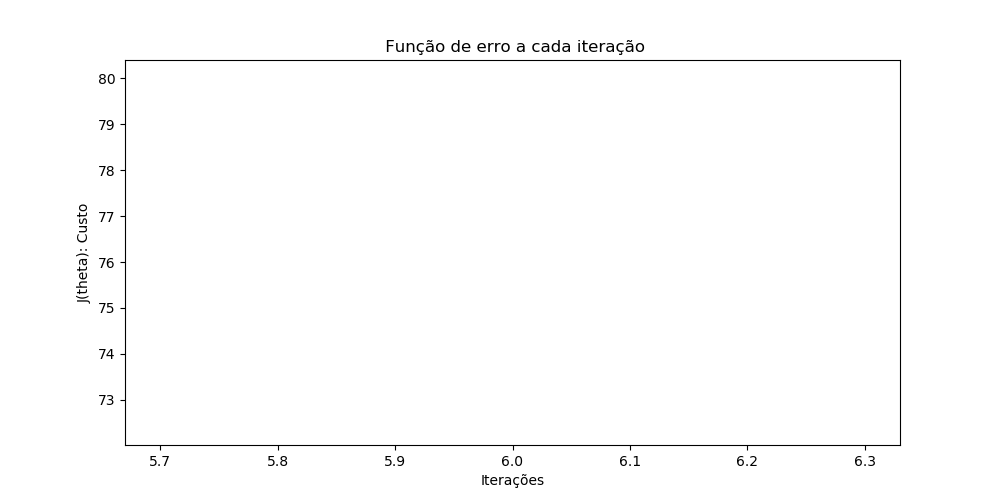 Função de erro a cada iteração
80
79
78
77
76
75
74
73
J(theta): Custo
5.7 5.8 5.9 6.0 6.1 6.2 6.3
Iterações